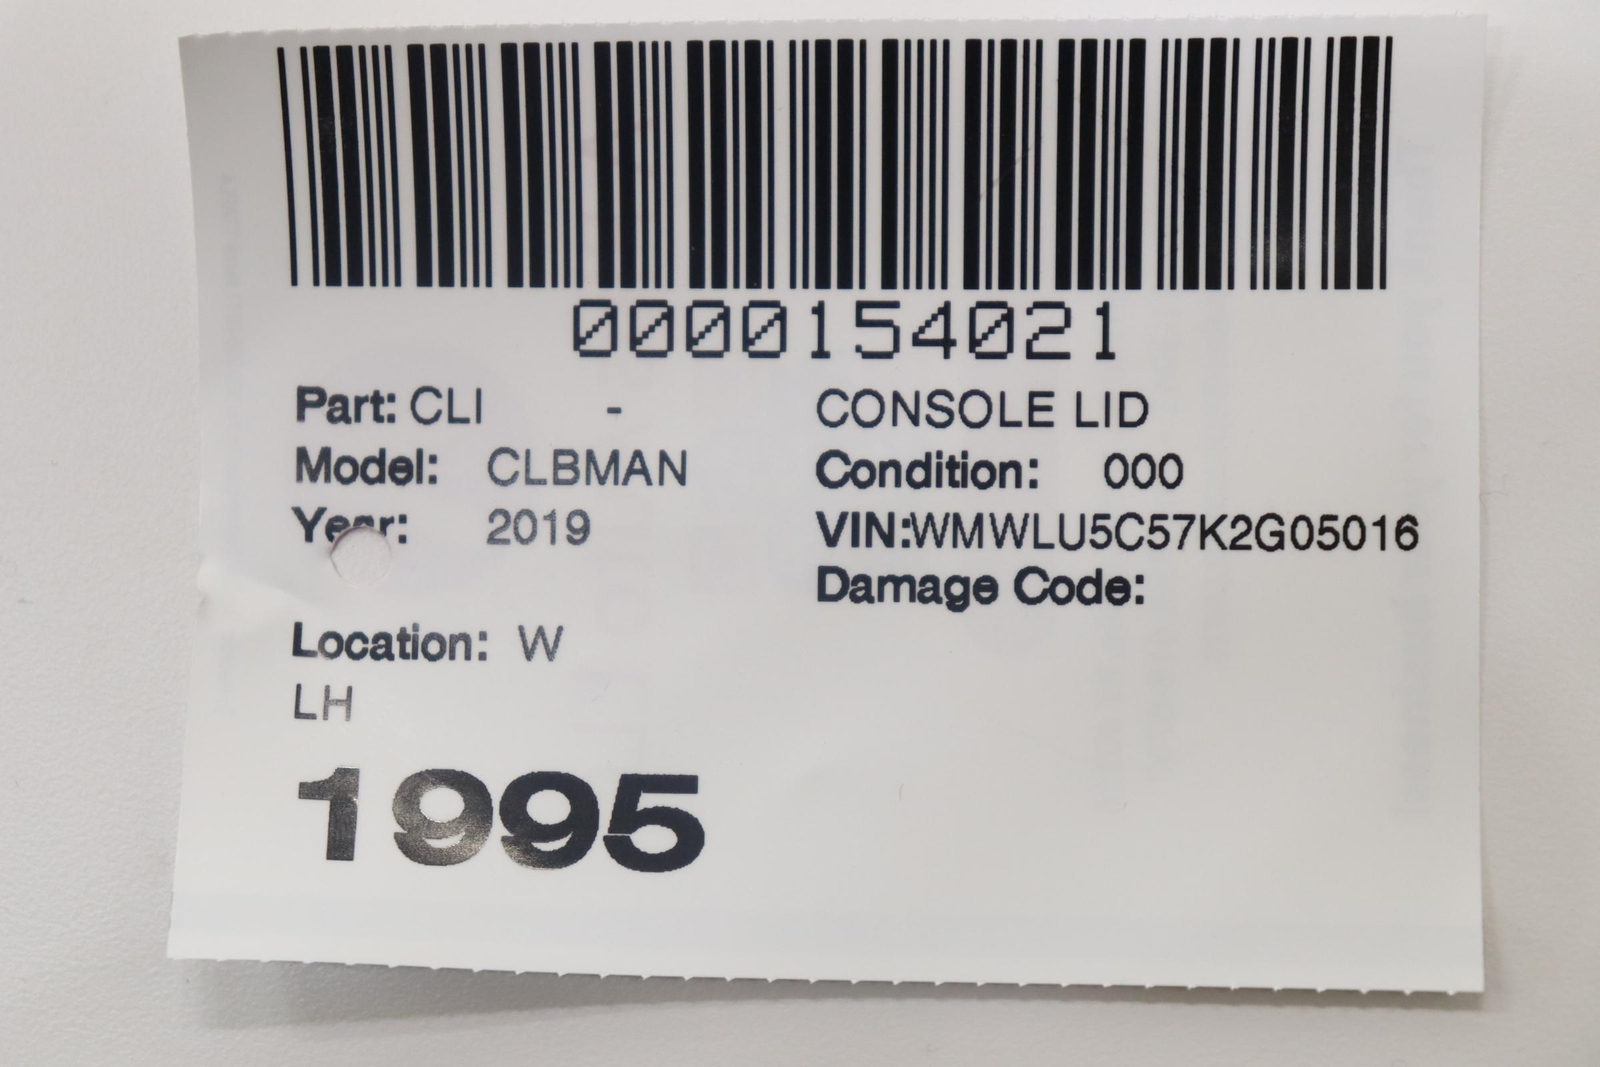 0000154021
Part: CLI - CONSOLE LID
Model: CLBMAN Condition: 000
Year: 2019 VIN:WMWLU5C57K2G05016
Damage Code:
Location: W
LH
1995